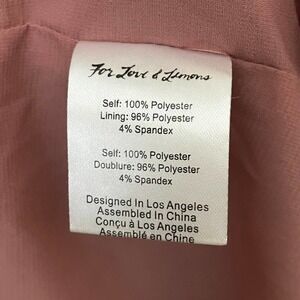 For Love & Lemons
Self: 100% Polyester
Lining: 96% Polyester
4% Spandex
Self: 100% Polyester
Doublure: 96% Polyester
4% Spandex
Designed In Los Angeles
Assembled In China
Conçu à Los Angeles
Assemblé en Chine